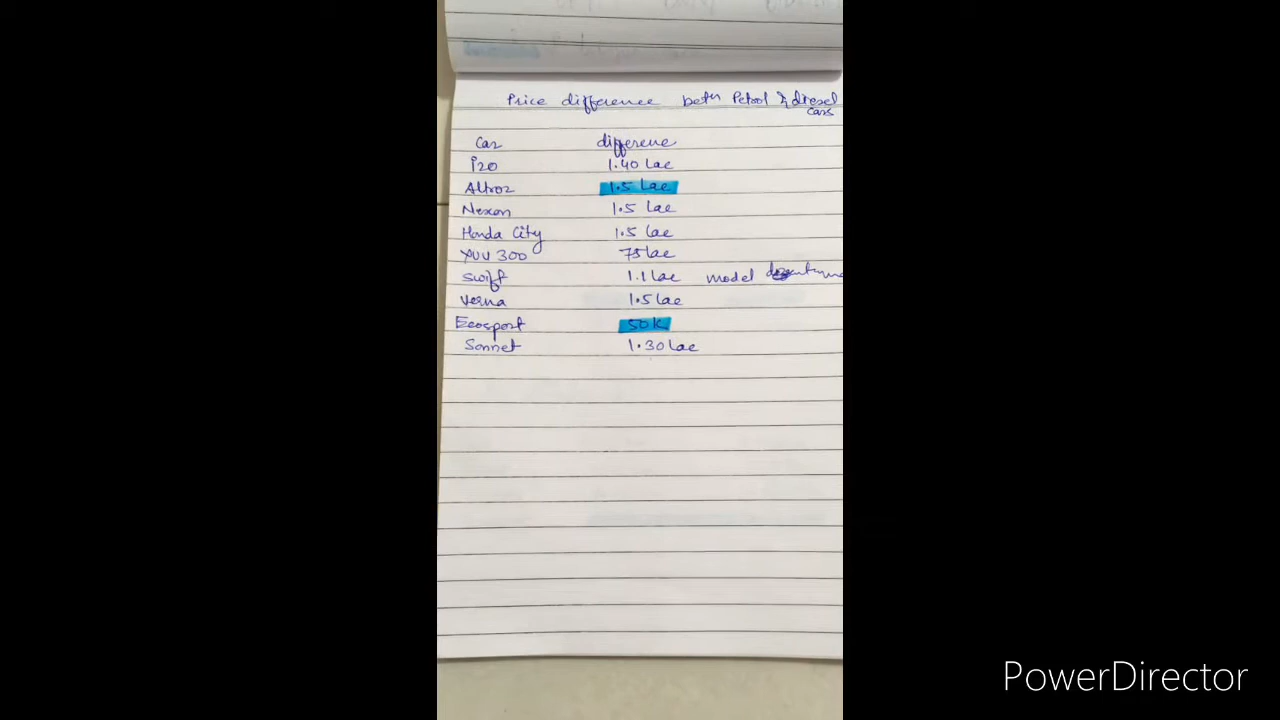 Price difference betn Petrol & diesel
cars
Car difference
i20 1.40 Lac
Altroz 1.5 Lac
Nexon 1.5 Lac
Honda City 1.5 Lac
XUV 300 75 Lac
Swift 1.1 Lac model
Verna 1.5 Lac
Ecosport 50K
Sonnet 1.30 Lac
PowerDirector